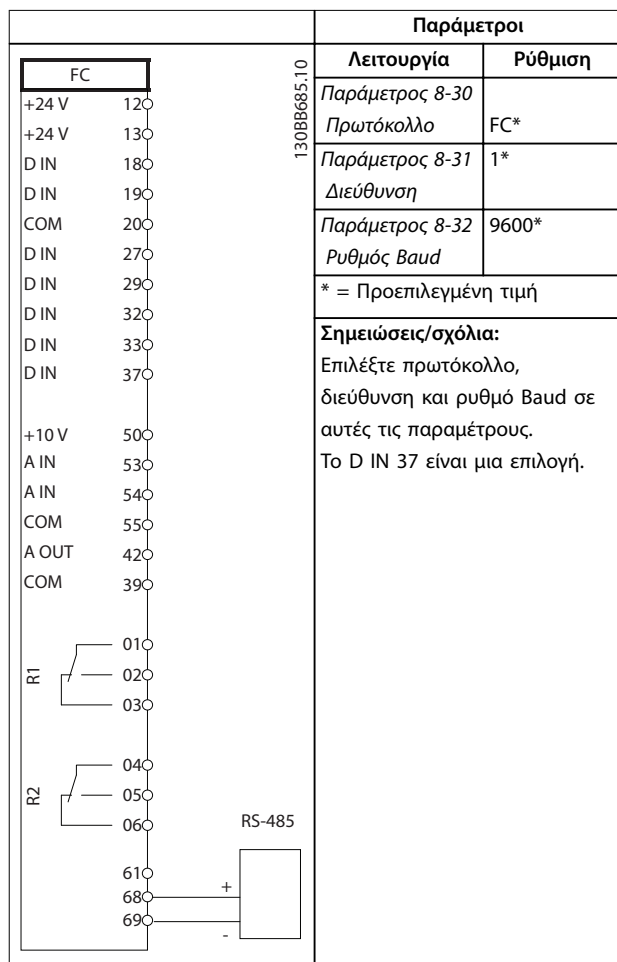 Παράμετροι
Λειτουργία Ρύθμιση
Παράμετρος 8-30
Πρωτόκολλο FC*
Παράμετρος 8-31 1*
Διεύθυνση
Παράμετρος 8-32 9600*
Ρυθμός Baud
* = Προεπιλεγμένη τιμή
Σημειώσεις/σχόλια:
Επιλέξτε πρωτόκολλο,
διεύθυνση και ρυθμό Baud σε
αυτές τις παραμέτρους.
Το D IN 37 είναι μια επιλογή.
FC
130BB685.10
+24 V 12
+24 V 13
D IN 18
D IN 19
COM 20
D IN 27
D IN 29
D IN 32
D IN 33
D IN 37
+10 V 50
A IN 53
A IN 54
COM 55
A OUT 42
COM 39
R1
01
02
03
R2
04
05
06
RS-485
61
68 +
69 -